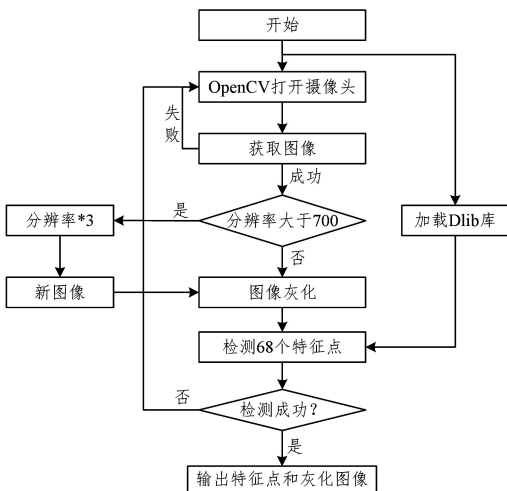 开始
OpenCV打开摄像头
失败
获取图像
成功
是
分辨率*3
分辨率大于700
加载Dlib库
否
新图像
图像灰化
检测68个特征点
否
检测成功?
是
输出特征点和灰化图像